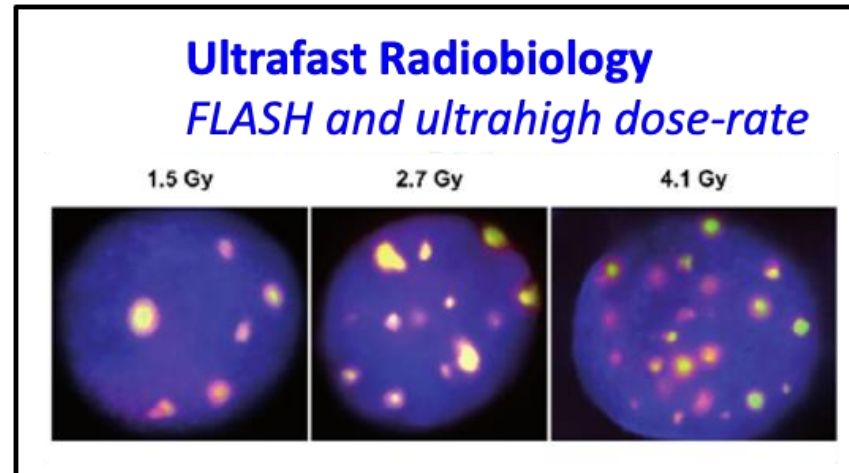 Ultrafast Radiobiology
FLASH and ultrahigh dose-rate
1.5 Gy 2.7 Gy 4.1 Gy